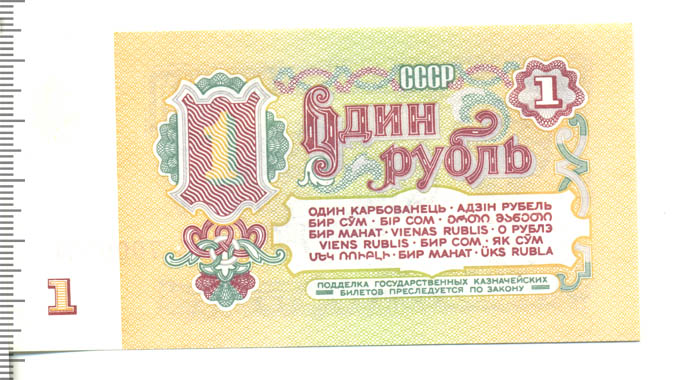 СССР
1
1
Один
рубль
ОДИН КАРБОВАНЕЦЬ · АДЗІН РУБЕЛЬ
БИР СЎМ · БІР СОМ · ᲔᲠᲗᲘ ᲛᲐᲜᲔᲗᲘ
БИР МАНАТ · VIENAS RUBLIS · О РУБЛЭ
VIENS RUBLIS · БИР СОМ · ЯК СЎМ
ՄԵԿ ՌՈՒԲԼԻ · БИР МАНАТ · ÜKS RUBLA
ПОДДЕЛКА ГОСУДАРСТВЕННЫХ КАЗНАЧЕЙСКИХ
БИЛЕТОВ ПРЕСЛЕДУЕТСЯ ПО ЗАКОНУ
1